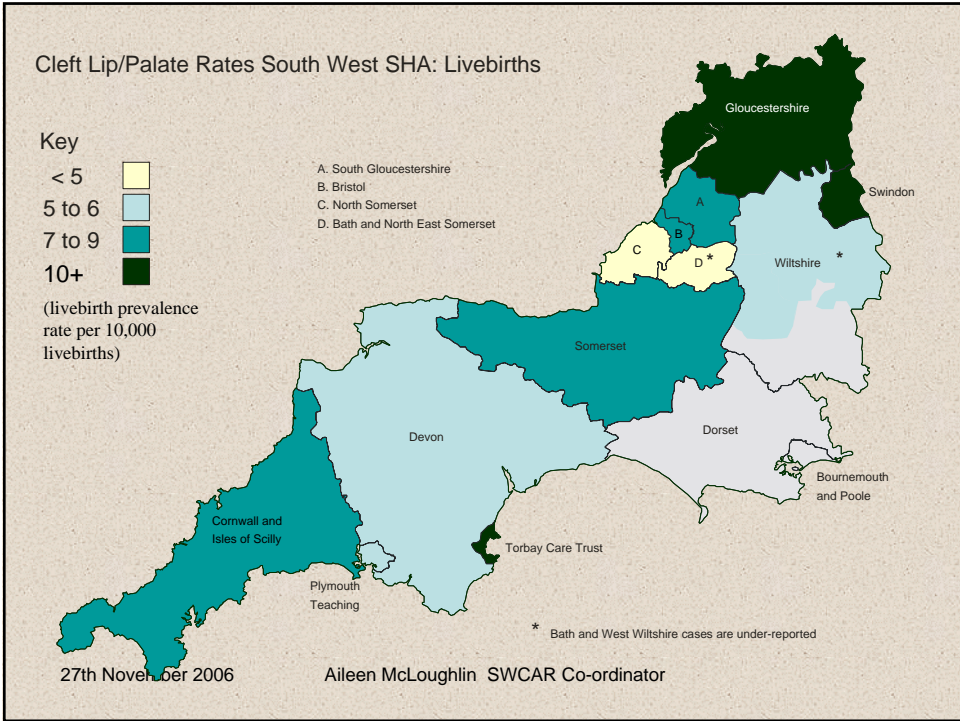 Cleft Lip/Palate Rates South West SHA: Livebirths
Key
< 5
5 to 6
7 to 9
10+
(livebirth prevalence
rate per 10,000
livebirths)
A. South Gloucestershire
B. Bristol
C. North Somerset
D. Bath and North East Somerset
Gloucestershire
Swindon
A
B
C
D *
Wiltshire *
Somerset
Devon
Dorset
Bournemouth
and Poole
Cornwall and
Isles of Scilly
Torbay Care Trust
Plymouth
Teaching
* Bath and West Wiltshire cases are under-reported
27th November 2006
Aileen McLoughlin SWCAR Co-ordinator